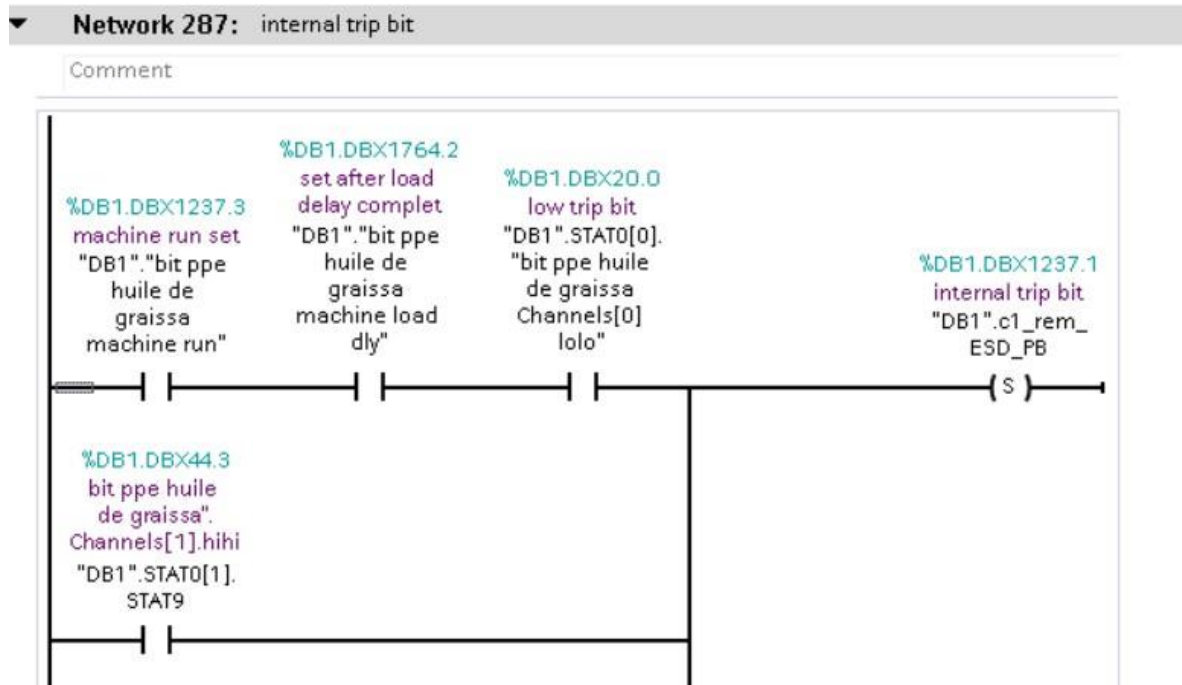 Network 287: internal trip bit
Comment
%DB1.DBX1237.3
machine run set
"DB1"."bit ppe
huile de
graissa
machine run"
%DB1.DBX1764.2
set after load
delay complet
"DB1"."bit ppe
huile de
graissa
machine load
dly"
%DB1.DBX20.0
low trip bit
"DB1".STAT0[0].
"bit ppe huile
de graissa
Channels[0]
lolo"
%DB1.DBX1237.1
internal trip bit
"DB1".c1_rem_
ESD_PB
S
%DB1.DBX44.3
bit ppe huile
de graissa".
Channels[1].hihi
"DB1".STAT0[1].
STAT9